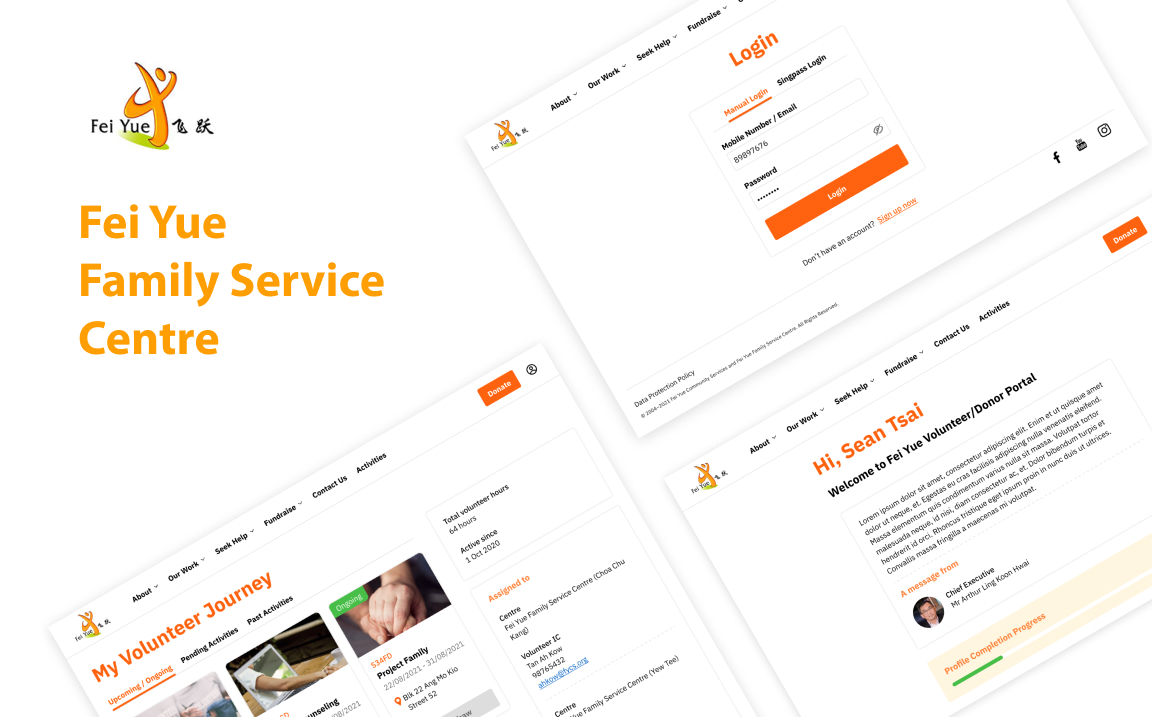 Fei Yue 飞跃
Fei Yue
Family Service
Centre
Fei Yue 飞跃
About
Our Work
Seek Help
Fundraise
Login
Manual Login
Singpass Login
Mobile Number / Email
89897676
Password
••••••••
Login
Don't have an account? Sign up now
Data Protection Policy
© 2004-2021 Fei Yue Community Services and Fei Yue Family Service Centre. All Rights Reserved.
Fei Yue 飞跃
About
Our Work
Seek Help
Fundraise
Contact Us
Activities
Donate
Hi, Sean Tsai
Welcome to Fei Yue Volunteer/Donor Portal
Lorem ipsum dolor sit amet, consectetur adipiscing elit. Enim et ut quisque amet
dolor ut neque, et. Egestas eu cras facilisis adipiscing nulla venenatis eleifend.
Massa elementum quis condimentum varius nulla sit massa. Volutpat tortor
malesuada neque, id nisi, diam consectetur ac, et. Dolor bibendum turpis et
hendrerit id orci. Rhoncus tristique eget ipsum proin in nunc duis ut ultrices.
Convallis massa fringilla a maecenas mi volutpat.
A message from
Chief Executive
Mr Arthur Ling Koon Hwai
Profile Completion Progress
Fei Yue 飞跃
About
Our Work
Seek Help
Fundraise
Contact Us
Activities
Donate
My Volunteer Journey
Upcoming / Ongoing
Pending Activities
Past Activities
Ongoing
534FD
Project Family
22/08/2021 - 31/08/2021
Blk 22 Ang Mo Kio
Street 52
Total volunteer hours
64 hours
Active since
1 Oct 2020
Assigned to
Centre
Fei Yue Family Service Centre (Choa Chu
Kang)
Volunteer IC
Tan Ah Kow
98765432
ahkow@fycs.org
Centre
Fei Yue Family Service Centre (Yew Tee)